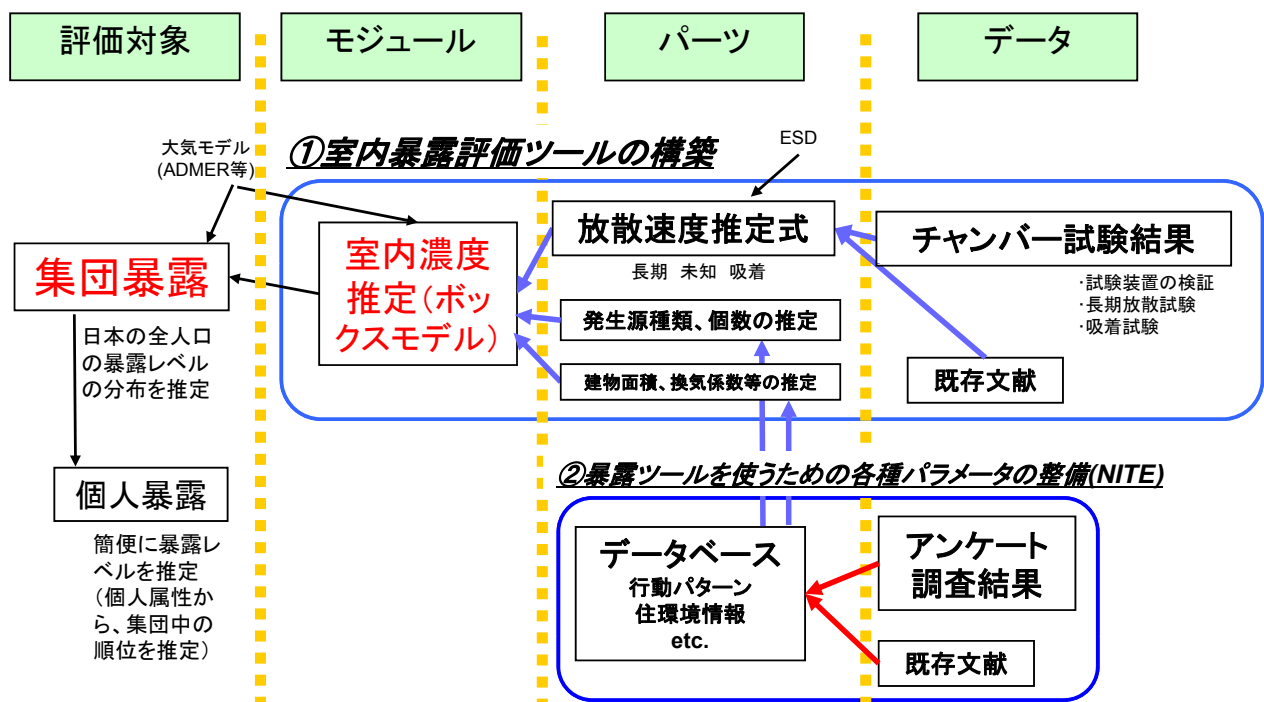 評価対象
モジュール
パーツ
データ
大気モデル
(ADMER等)
①室内暴露評価ツールの構築
ESD
集団暴露
日本の全人口
の暴露レベル
の分布を推定
個人暴露
簡便に暴露レ
ベルを推定
（個人属性か
ら、集団中の
順位を推定）
室内濃度
推定（ボッ
クスモデル）
放散速度推定式
長期 未知 吸着
発生源種類、個数の推定
建物面積、換気係数等の推定
チャンバー試験結果
・試験装置の検証
・長期放散試験
・吸着試験
既存文献
②暴露ツールを使うための各種パラメータの整備(NITE)
データベース
行動パターン
住環境情報
etc.
アンケート
調査結果
既存文献